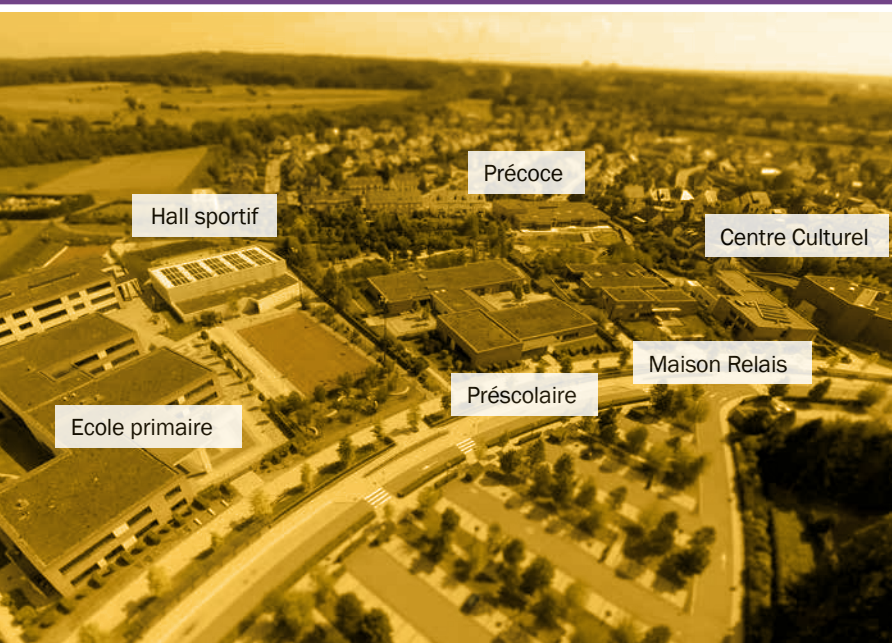 Précoce
Hall sportif
Centre Culturel
Maison Relais
Préscolaire
Ecole primaire